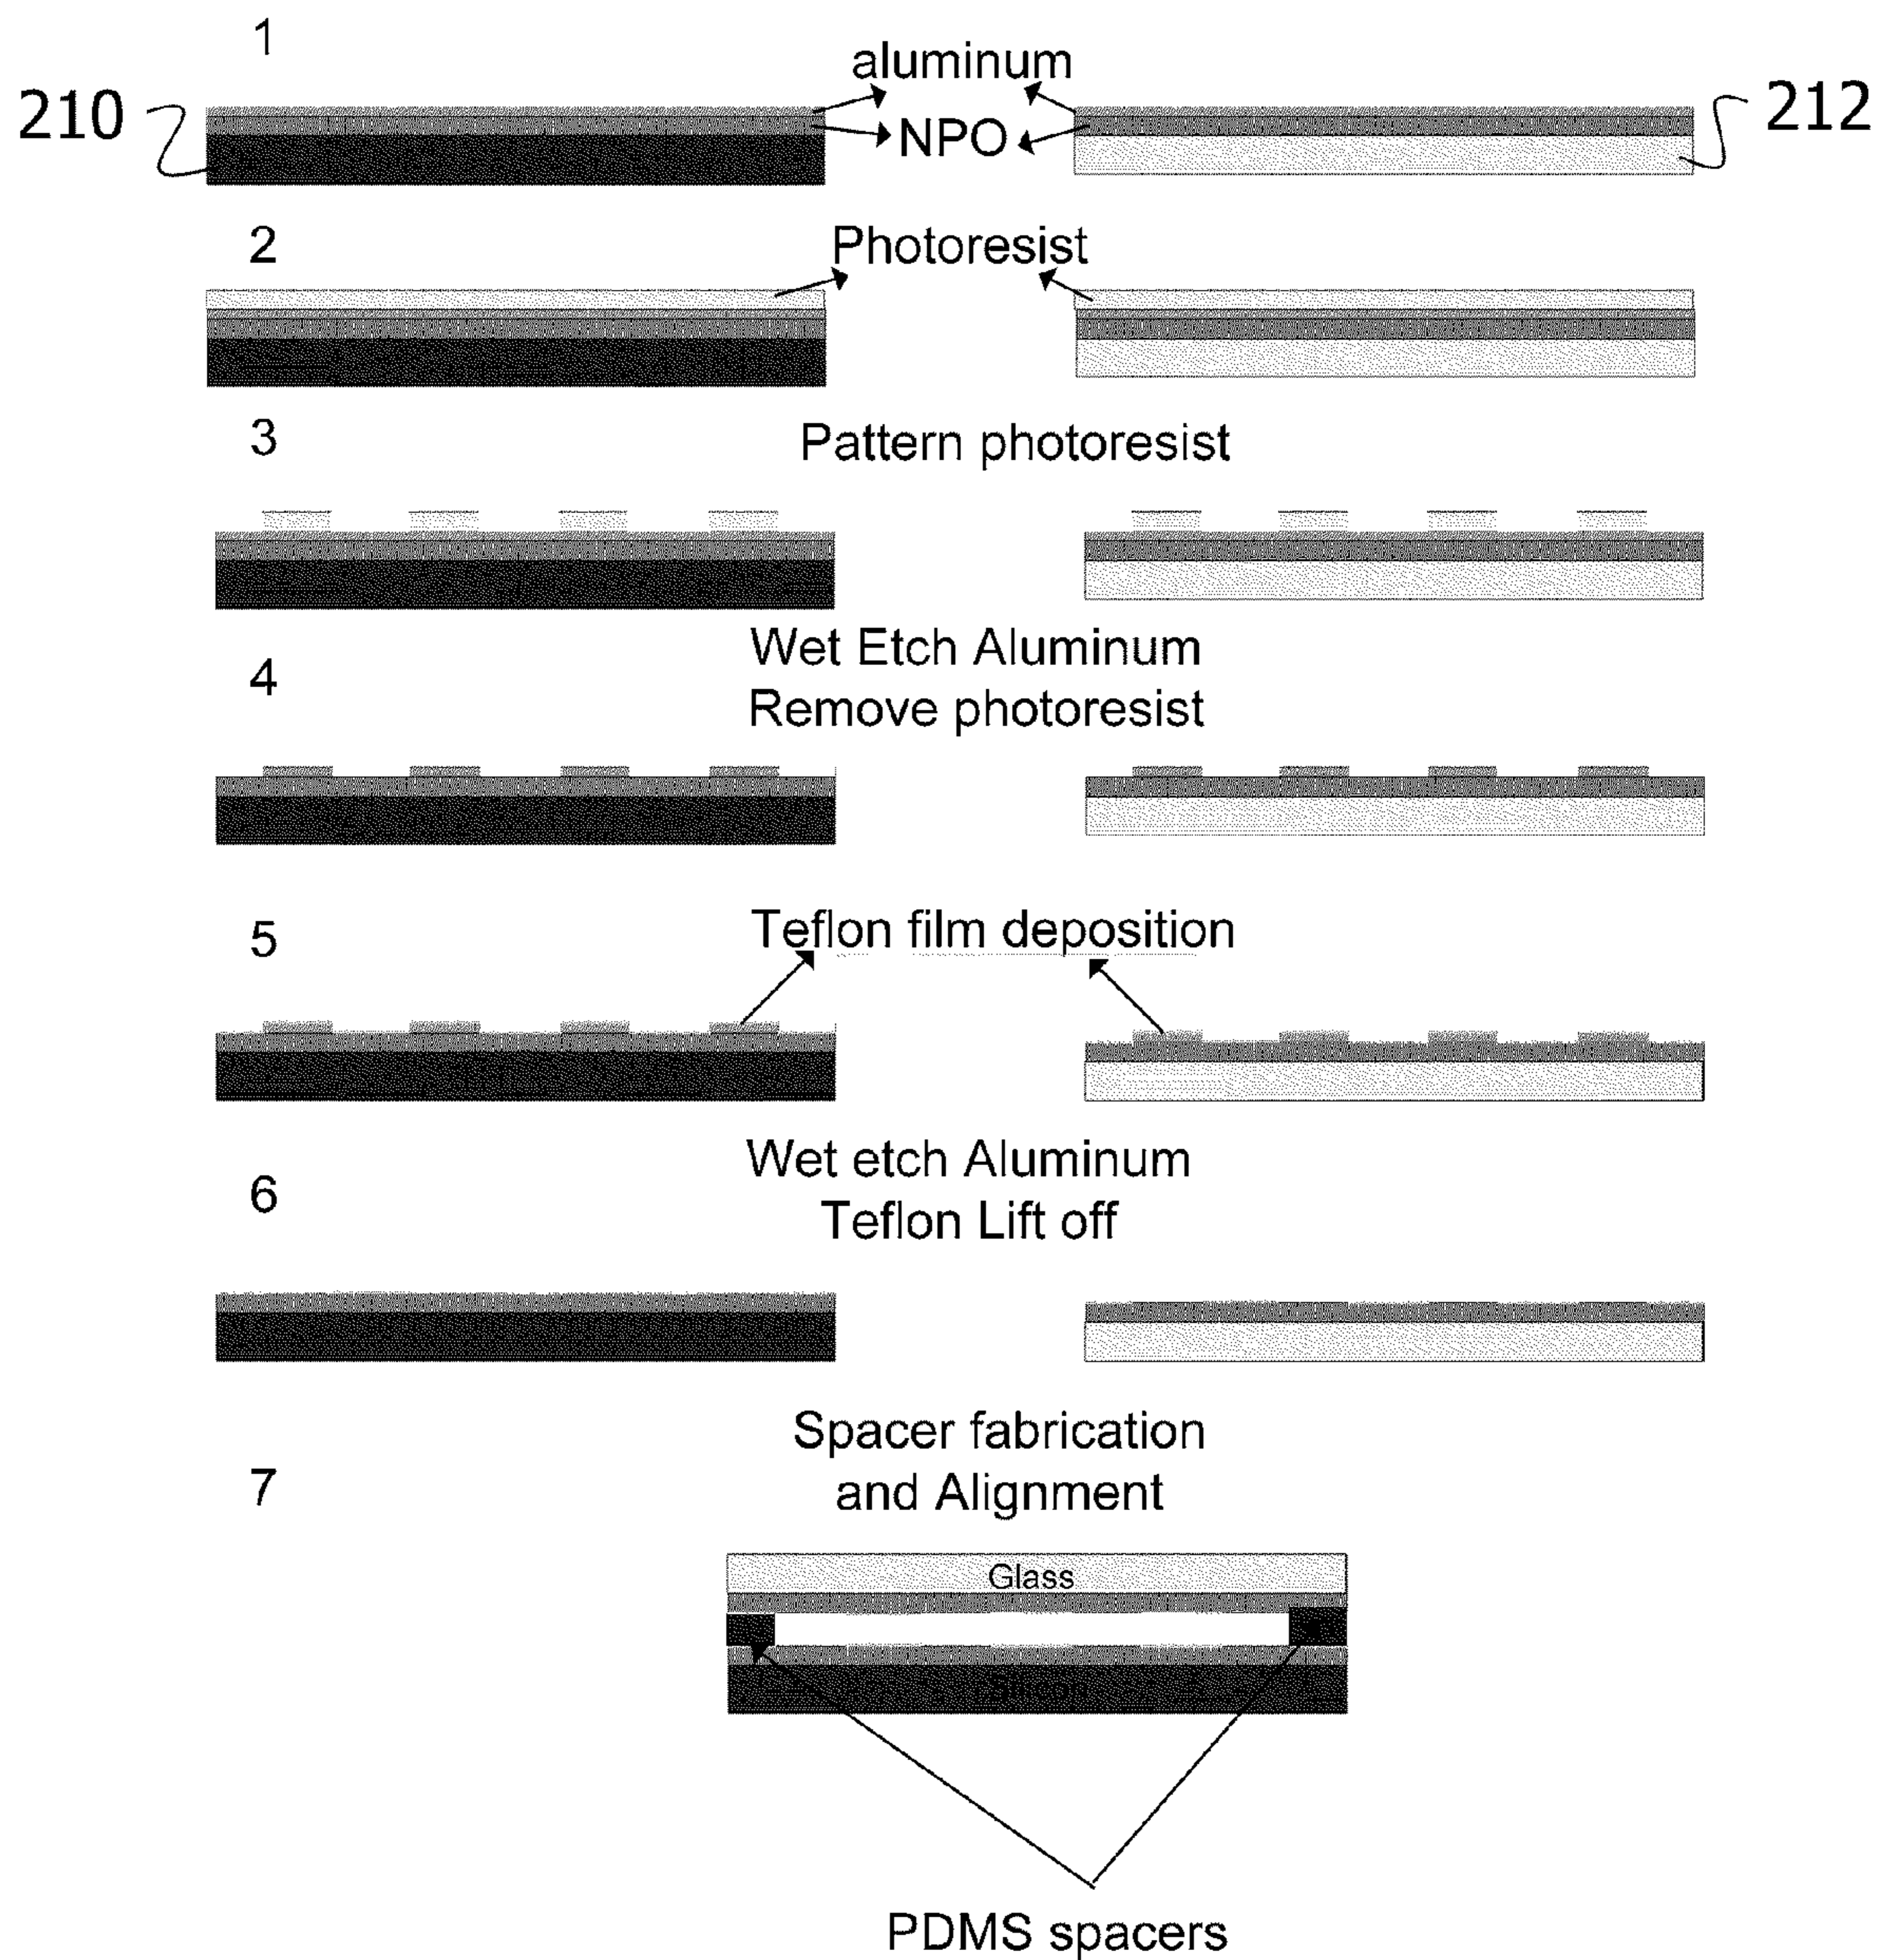 1
aluminum
210
NPO
212
2
Photoresist
3
Pattern photoresist
Wet Etch Aluminum
4
Remove photoresist
5
Teflon film deposition
Wet etch Aluminum
6
Teflon Lift off
Spacer fabrication
7
and Alignment
Glass
Silicon
PDMS spacers